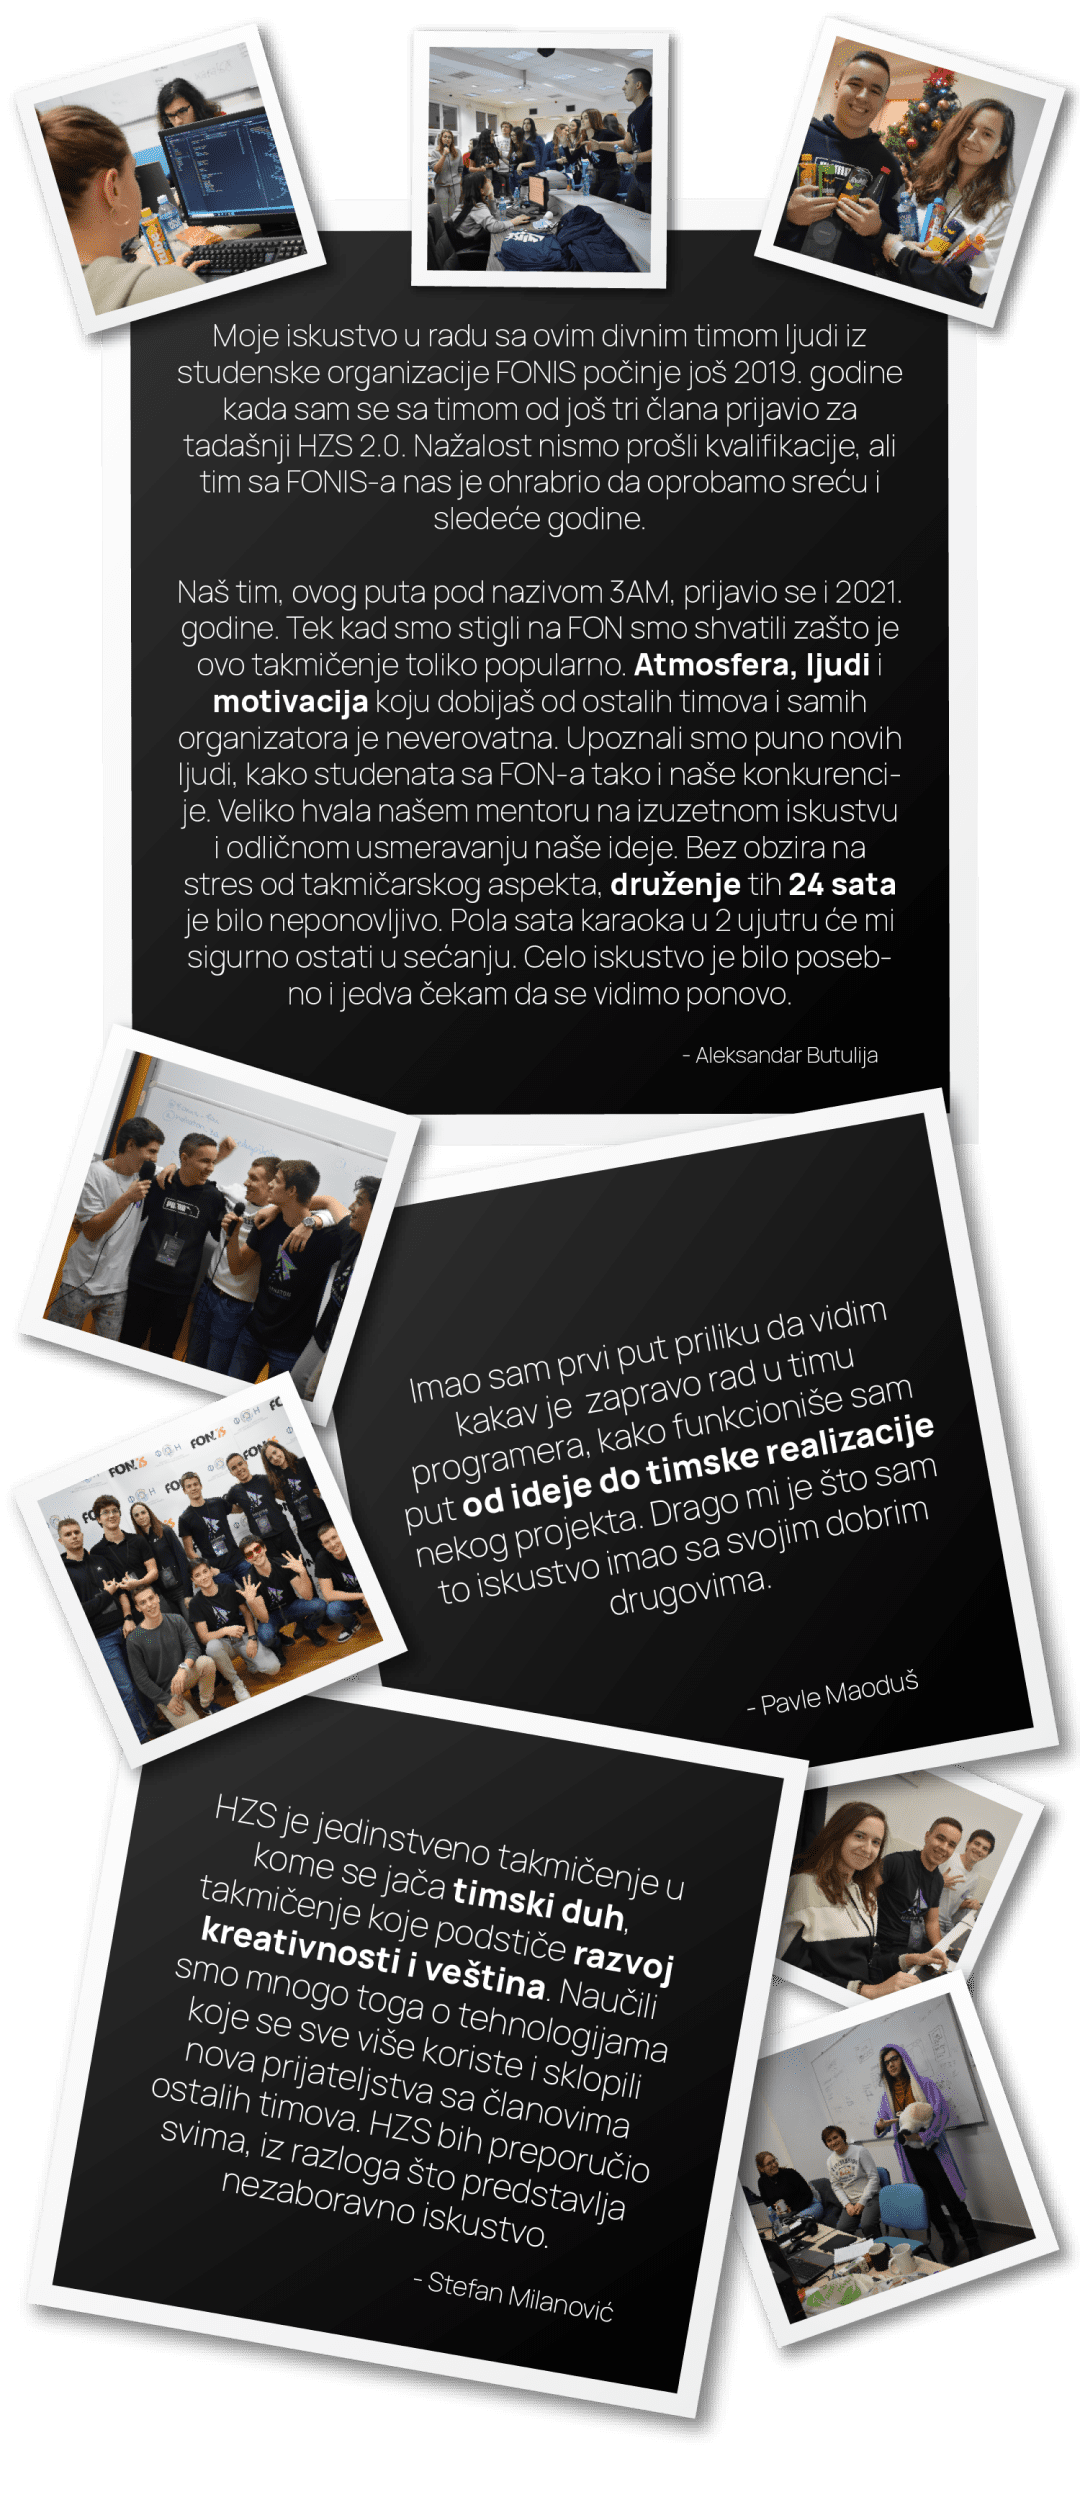 Moje iskustvo u radu sa ovim divnim timom ljudi iz
studenske organizacije FONIS počinje još 2019. godine
kada sam se sa timom od još tri člana prijavio za
tadašnji HZS 2.0. Nažalost nismo prošli kvalifikacije, ali
tim sa FONIS-a nas je ohrabrio da oprobamo sreću i
sledeće godine.
Naš tim, ovog puta pod nazivom 3AM, prijavio se i 2021.
godine. Tek kad smo stigli na FON smo shvatili zašto je
ovo takmičenje toliko popularno. Atmosfera, ljudi i
motivacija koju dobijaš od ostalih timova i samih
organizatora je neverovatna. Upoznali smo puno novih
ljudi, kako studenata sa FON-a tako i naše konkurenci-
je. Veliko hvala našem mentoru na izuzetnom iskustvu
i odličnom usmeravanju naše ideje. Bez obzira na
stres od takmičarskog aspekta, druženje tih 24 sata
je bilo neponovljivo. Pola sata karaoka u 2 ujutru će mi
sigurno ostati u sećanju. Celo iskustvo je bilo poseb-
no i jedva čekam da se vidimo ponovo.
- Aleksandar Butulija
Imao sam prvi put priliku da vidim
kakav je zapravo rad u timu
programera, kako funkcioniše sam
put od ideje do timske realizacije
nekog projekta. Drago mi je što sam
to iskustvo imao sa svojim dobrim
drugovima.
- Pavle Maoduš
HZS je jedinstveno takmičenje u
kome se jača timski duh,
takmičenje koje podstiče razvoj
kreativnosti i veština. Naučili
smo mnogo toga o tehnologijama
koje se sve više koriste i sklopili
nova prijateljstva sa članovima
ostalih timova. HZS bih preporučio
svima, iz razloga što predstavlja
nezaboravno iskustvo.
- Stefan Milanović